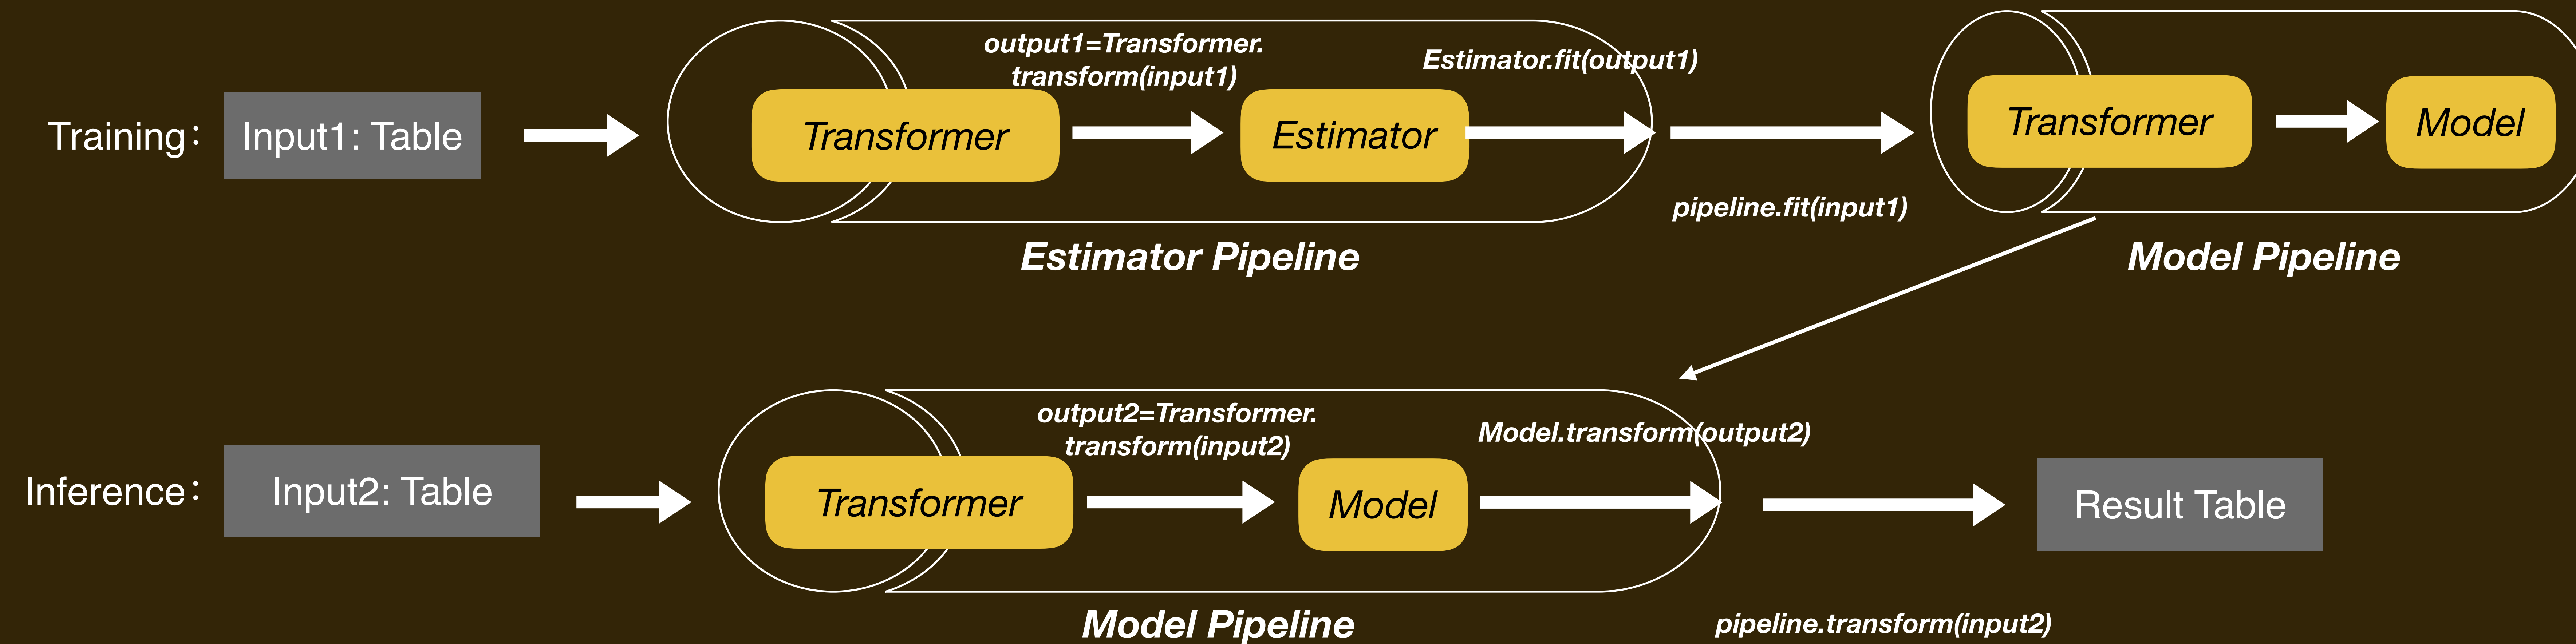 output1=Transformer.
transform(input1)
Estimator.fit(output1)
Training:
Input1: Table
Transformer
Estimator
Transformer
Model
pipeline.fit(input1)
Estimator Pipeline
Model Pipeline
output2=Transformer.
transform(input2)
Model.transform(output2)
Inference:
Input2: Table
Transformer
Model
Result Table
Model Pipeline
pipeline.transform(input2)